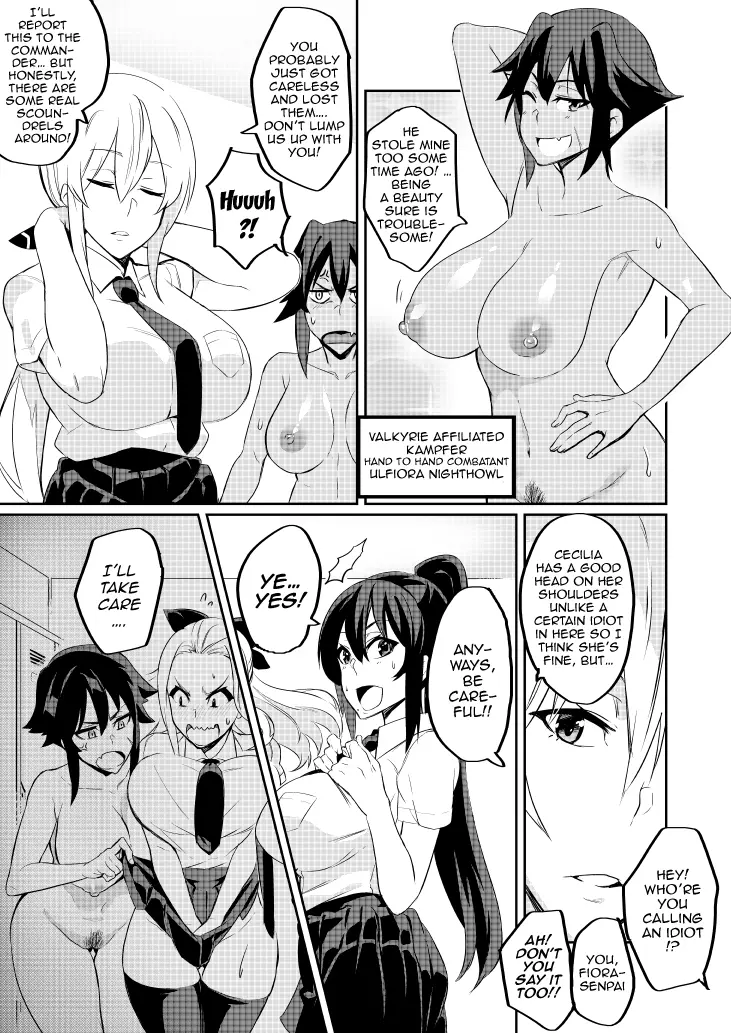 HE
STOLE MINE
TOO SOME
TIME AGO! ...
BEING
A BEAUTY
SURE IS
TROUBLE-
SOME!
VALKYRIE AFFILIATED
KAMPFER
HAND TO HAND COMBATANT
ULFIORA NIGHTHOWL
YOU
PROBABLY
JUST GOT
CARELESS
AND LOST
THEM....
DON'T LUMP
US UP WITH
YOU!
Huuuh
?!
I'LL
REPORT
THIS TO THE
COMMAN-
DER... BUT
HONESTLY,
THERE ARE
SOME REAL
SCOUN-
DRELS
AROUND!
CECILIA
HAS A GOOD
HEAD ON HER
SHOULDERS
UNLIKE A
CERTAIN IDIOT
IN HERE SO I
THINK SHE'S
FINE, BUT...
HEY!
WHO'RE
YOU
CALLING
AN IDIOT
!?
YOU,
FIORA-
SENPAI
AH!
DON'T
YOU
SAY IT
TOO!!
ANY-
WAYS,
BE
CARE-
FUL!!
YE...
YES!
I'LL
TAKE
CARE
....